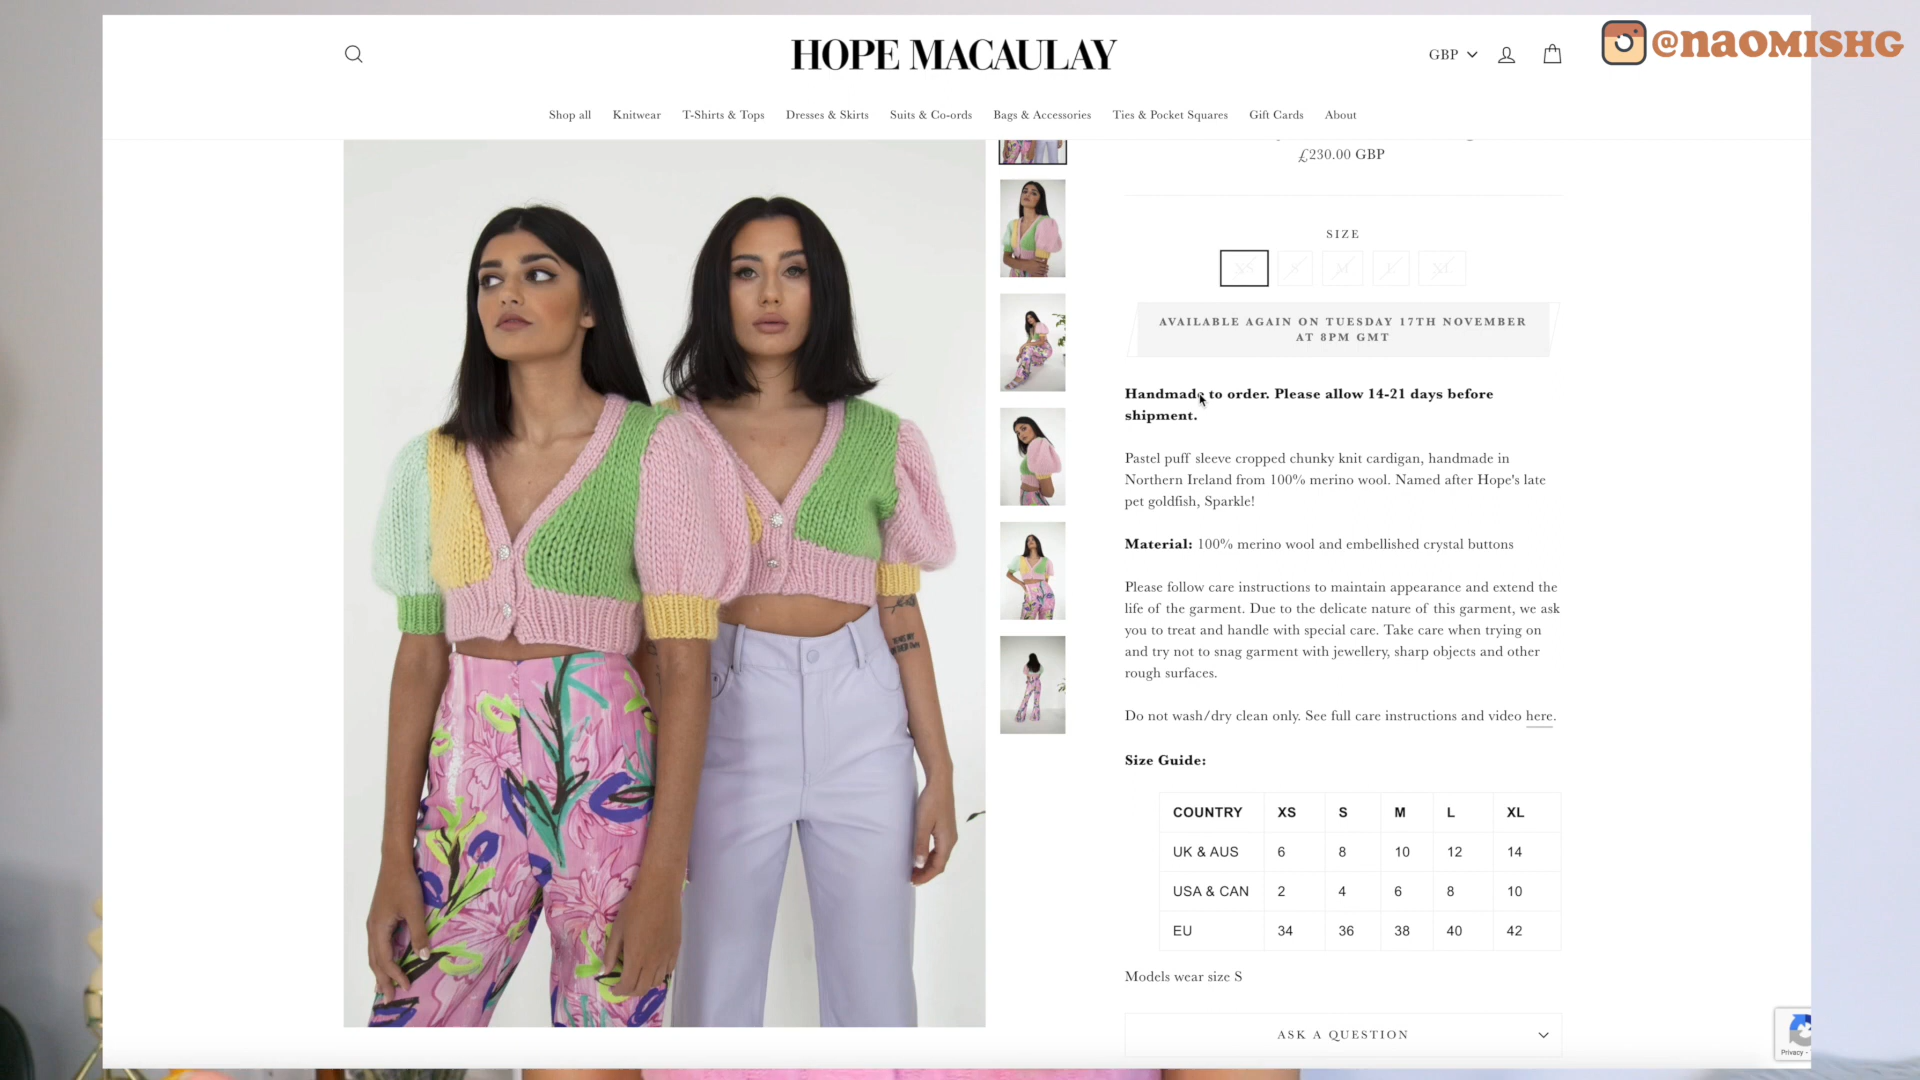 @naomishg
HOPE MACAULAY
GBP
Shop all Knitwear T-Shirts & Tops Dresses & Skirts Suits & Co-ords Bags & Accessories Ties & Pocket Squares Gift Cards About
£230.00 GBP
SIZE
XS S M L XL
AVAILABLE AGAIN ON TUESDAY 17TH NOVEMBER
AT 8PM GMT
Handmade to order. Please allow 14-21 days before
shipment.
Pastel puff sleeve cropped chunky knit cardigan, handmade in
Northern Ireland from 100% merino wool. Named after Hope's late
pet goldfish, Sparkle!
Material: 100% merino wool and embellished crystal buttons
Please follow care instructions to maintain appearance and extend the
life of the garment. Due to the delicate nature of this garment, we ask
you to treat and handle with special care. Take care when trying on
and try not to snag garment with jewellery, sharp objects and other
rough surfaces.
Do not wash/dry clean only. See full care instructions and video here.
Size Guide:
COUNTRY XS S M L XL
UK & AUS 6 8 10 12 14
USA & CAN 2 4 6 8 10
EU 34 36 38 40 42
Models wear size S
ASK A QUESTION
Privacy -